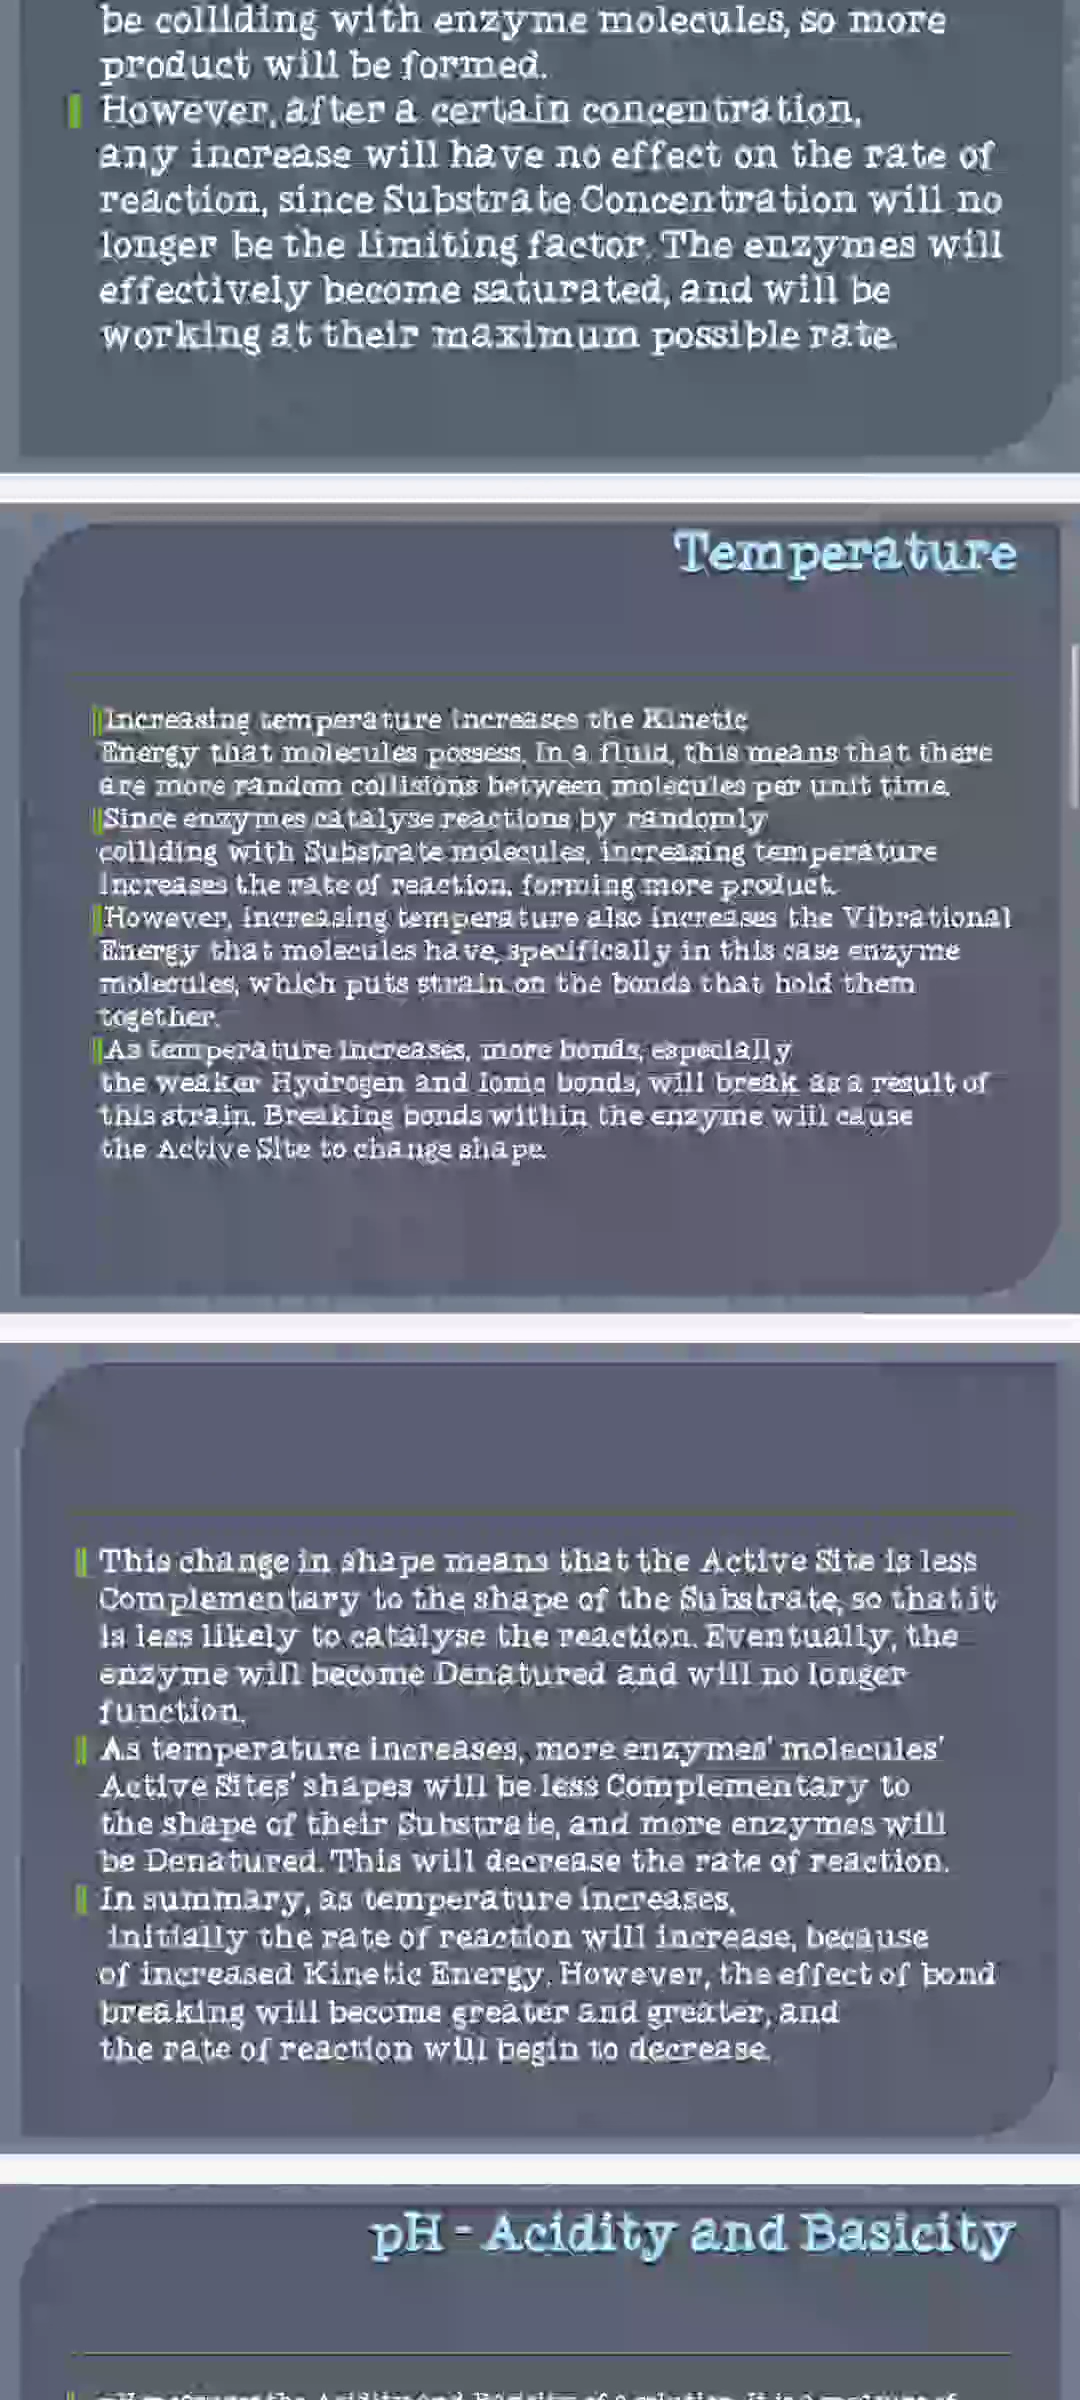 be colliding with enzyme molecules, so more
product will be formed.
However, after a certain concentration,
any increase will have no effect on the rate of
reaction, since Substrate Concentration will no
longer be the limiting factor. The enzymes will
effectively become saturated, and will be
working at their maximum possible rate.
Temperature
Increasing temperature increases the Kinetic
Energy that molecules possess. In a fluid, this means that there
are more random collisions between molecules per unit time.
Since enzymes catalyse reactions by randomly
colliding with Substrate molecules, increasing temperature
increases the rate of reaction, forming more product.
However, increasing temperature also increases the Vibrational
Energy that molecules have, specifically in this case enzyme
molecules, which puts strain on the bonds that hold them
together.
As temperature increases, more bonds, especially
the weaker Hydrogen and Ionic bonds, will break as a result of
this strain. Breaking bonds within the enzyme will cause
the Active Site to change shape.
This change in shape means that the Active Site is less
Complementary to the shape of the Substrate, so that it
is less likely to catalyse the reaction. Eventually, the
enzyme will become Denatured and will no longer
function.
As temperature increases, more enzymes' molecules'
Active Sites' shapes will be less Complementary to
the shape of their Substrate, and more enzymes will
be Denatured. This will decrease the rate of reaction.
In summary, as temperature increases,
initially the rate of reaction will increase, because
of increased Kinetic Energy. However, the effect of bond
breaking will become greater and greater, and
the rate of reaction will begin to decrease.
pH - Acidity and Basicity
pH measures the Acidity and Basicity of a solution. It is a measure of